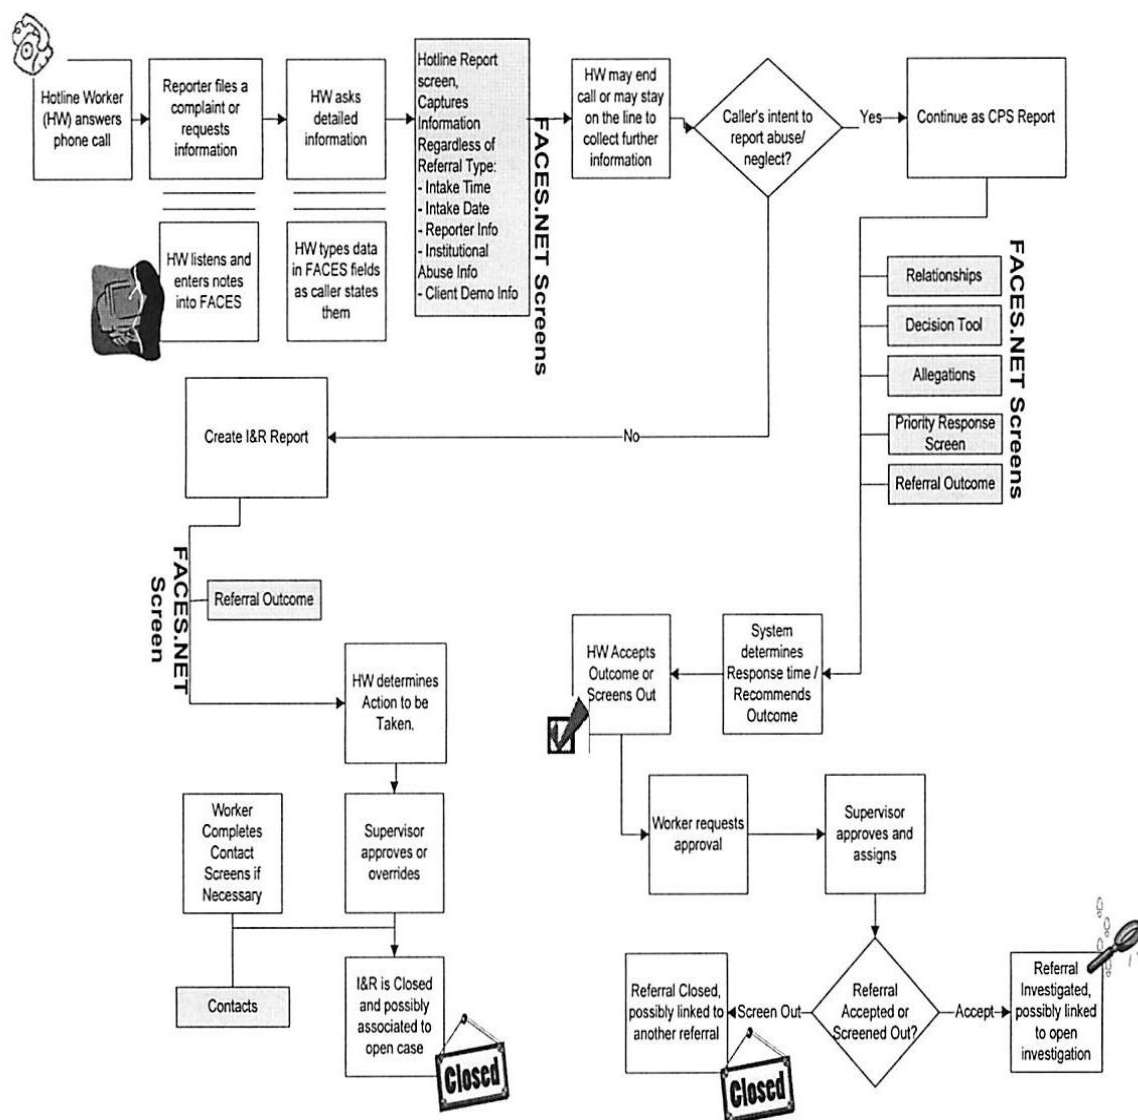 Hotline Worker
(HW) answers
phone call
Reporter files a
complaint or
requests
information
HW asks
detailed
information
Hotline Report
screen,
Captures
Information
Regardless of
Referral Type:
- Intake Time
- Intake Date
- Reporter Info
- Institutional
Abuse Info
- Client Demo Info
FACES.NET Screens
HW may end
call or may stay
on the line to
collect further
information
Caller's intent to
report abuse/
neglect?
Yes
Continue as CPS Report
HW listens and
enters notes
into FACES
HW types data
in FACES fields
as caller states
them
Relationships
Decision Tool
Allegations
Priority Response
Screen
Referral Outcome
FACES.NET Screens
No
Create I&R Report
FACES.NET
Screen
Referral Outcome
HW determines
Action to be
Taken.
HW Accepts
Outcome or
Screens Out
System
determines
Response time /
Recommends
Outcome
Worker
Completes
Contact
Screens if
Necessary
Supervisor
approves or
overrides
Worker requests
approval
Supervisor
approves and
assigns
Contacts
I&R is Closed
and possibly
associated to
open case
Closed
Referral Closed,
possibly linked to
another referral
Closed
Screen Out
Referral
Accepted or
Screened Out?
Accept
Referral
Investigated,
possibly linked
to open
investigation